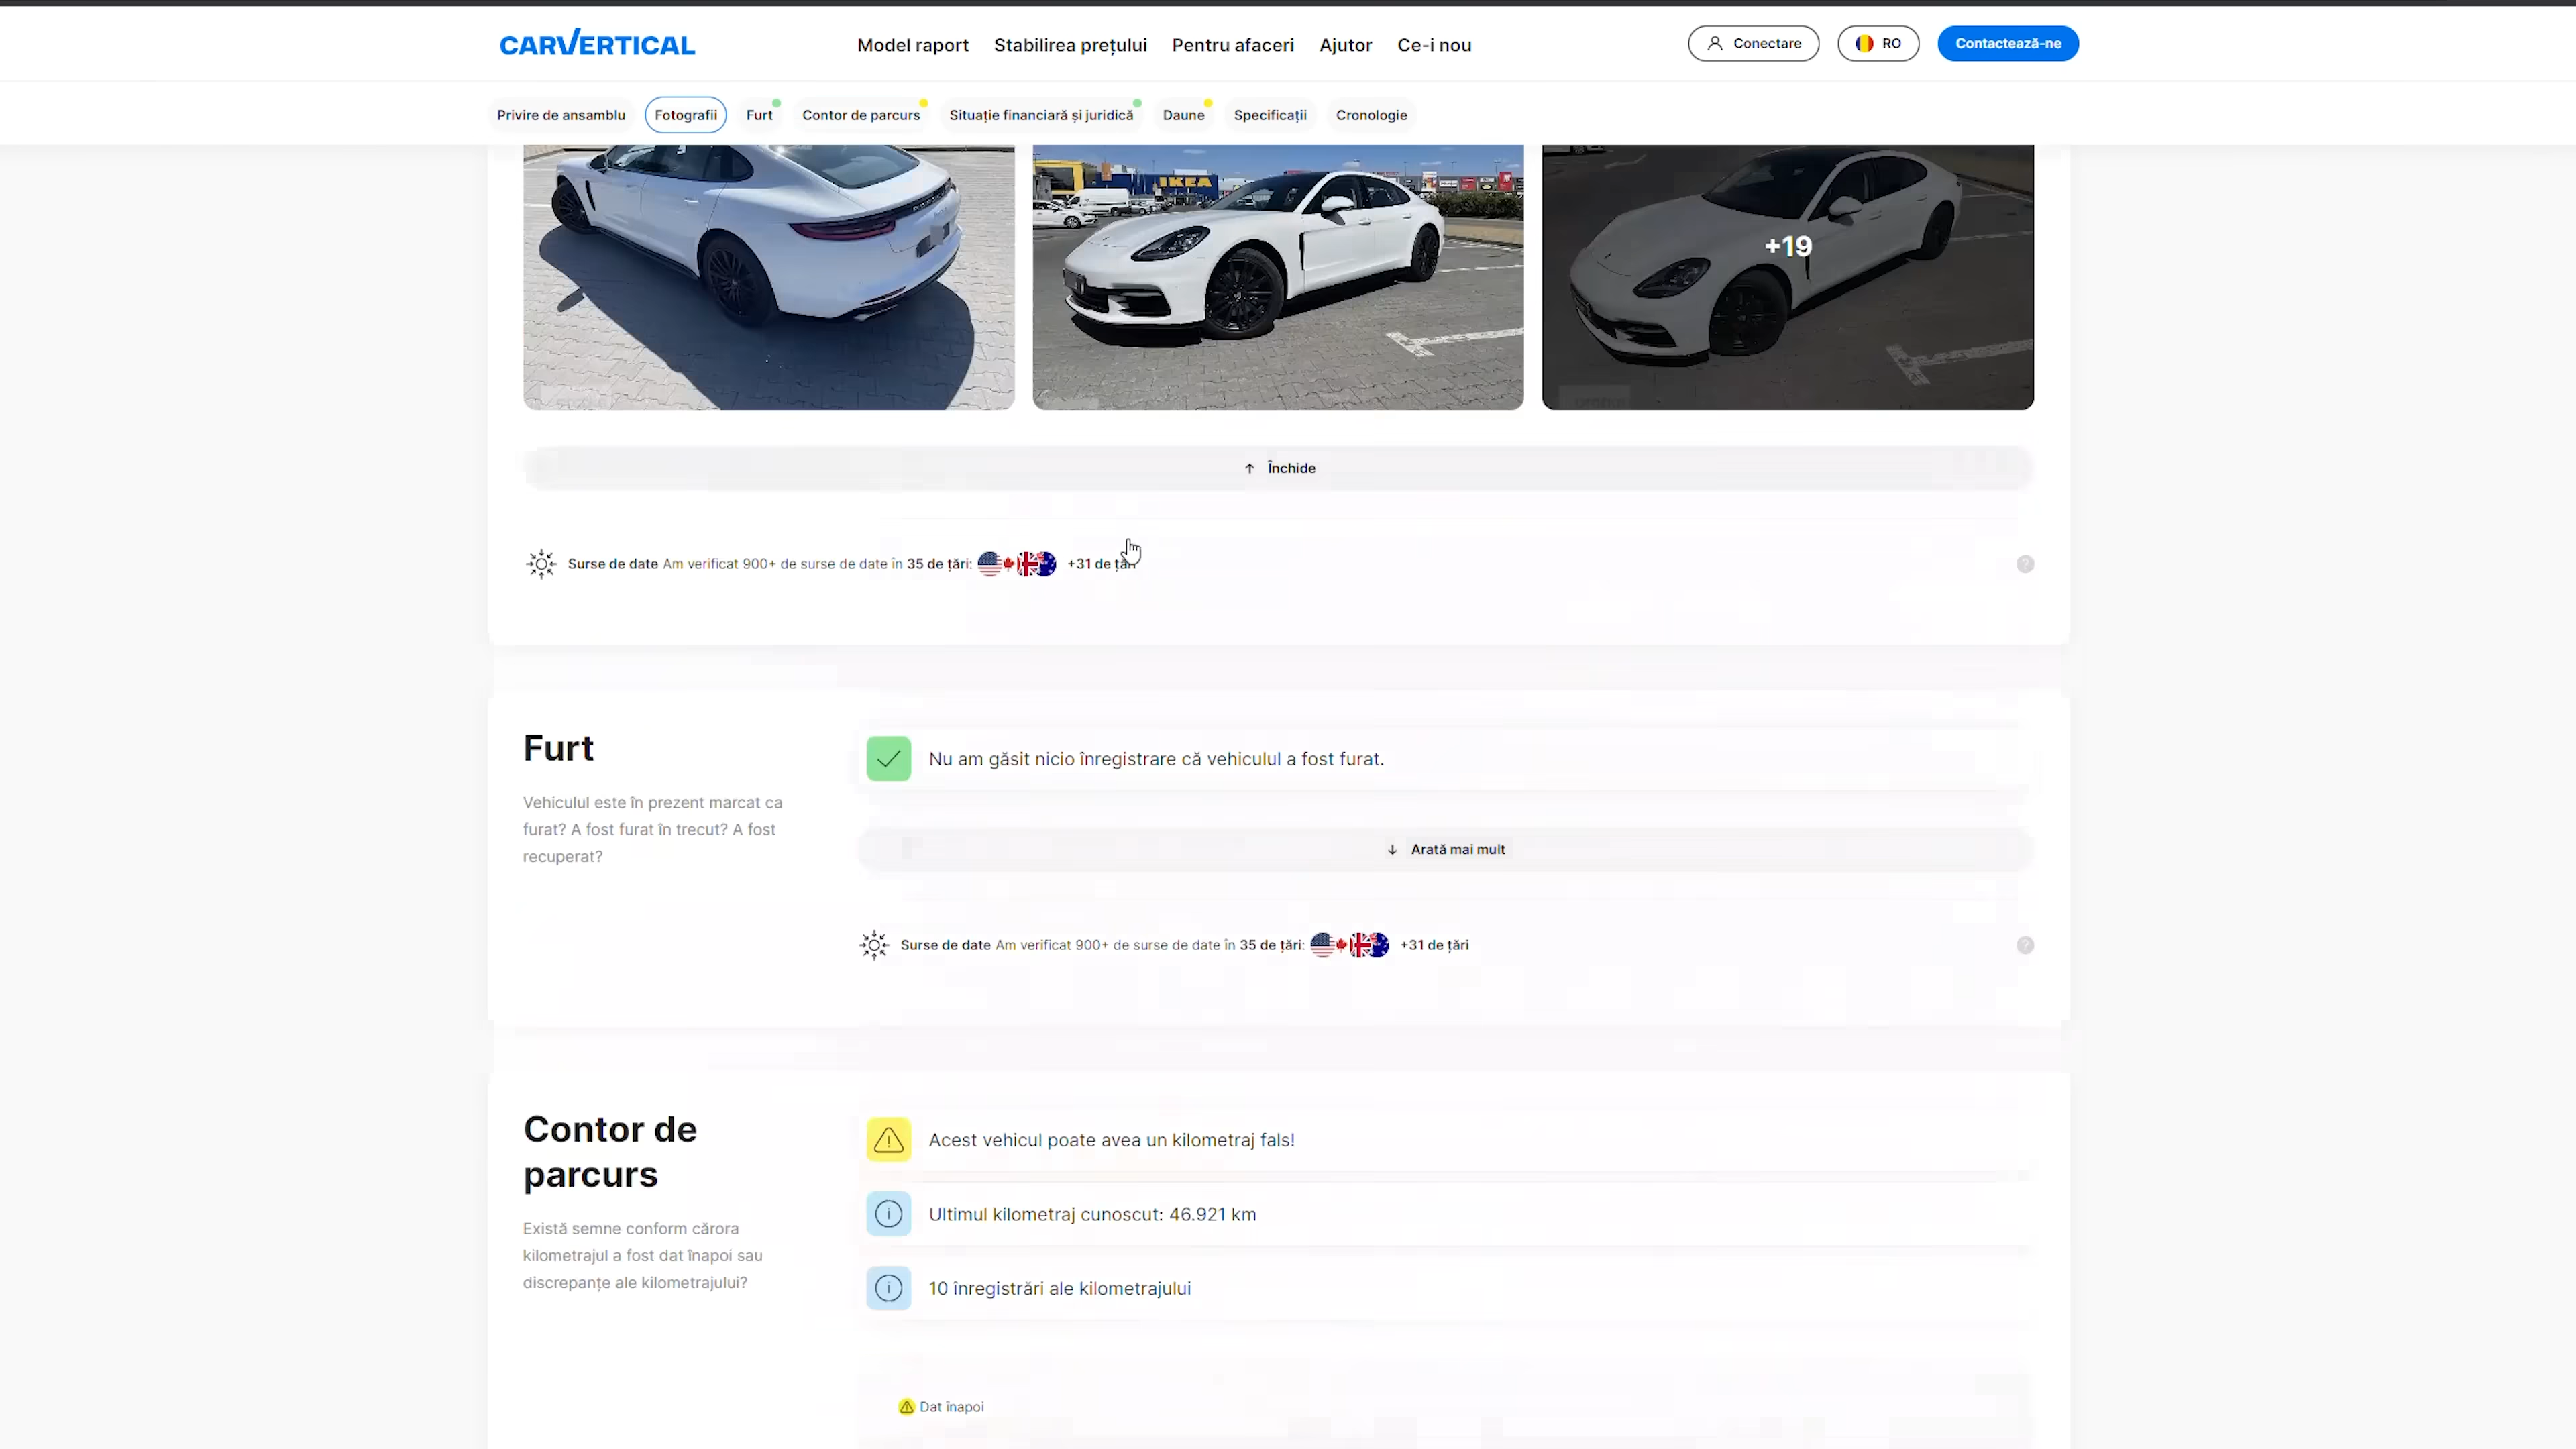 CARVERTICAL
Model raport
Stabilirea prețului
Pentru afaceri
Ajutor
Ce-i nou
Conectare
RO
Contactează-ne
Privire de ansamblu
Fotografii
Furt
Contor de parcurs
Situație financiară și juridică
Daune
Specificații
Cronologie
IKEA
+19
Închide
Surse de date Am verificat 900+ de surse de date în 35 de țări: +31 de țări
Furt
Vehiculul este în prezent marcat ca
furat? A fost furat în trecut? A fost
recuperat?
Nu am găsit nicio înregistrare că vehiculul a fost furat.
Arată mai mult
Surse de date Am verificat 900+ de surse de date în 35 de țări: +31 de țări
Contor de
parcurs
Există semne conform cărora
kilometrajul a fost dat înapoi sau
discrepanțe ale kilometrajului?
Acest vehicul poate avea un kilometraj fals!
Ultimul kilometraj cunoscut: 46.921 km
10 înregistrări ale kilometrajului
Dat înapoi